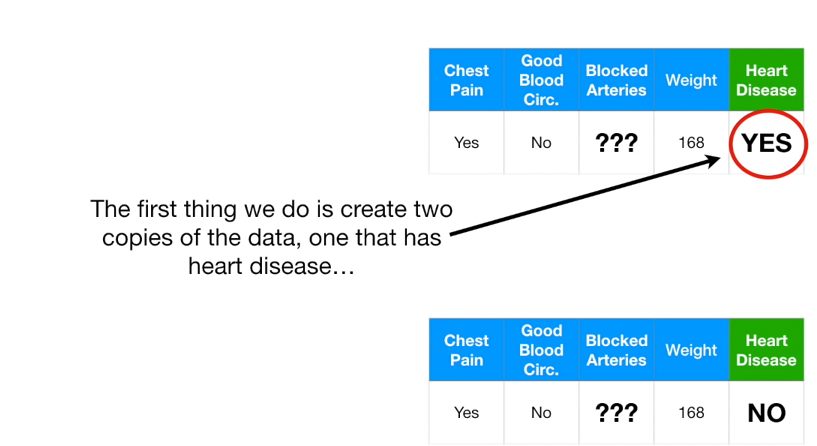 Chest Pain Good Blood Circ. Blocked Arteries Weight Heart Disease
Yes No ??? 168 YES
The first thing we do is create two
copies of the data, one that has
heart disease…
Chest Pain Good Blood Circ. Blocked Arteries Weight Heart Disease
Yes No ??? 168 NO